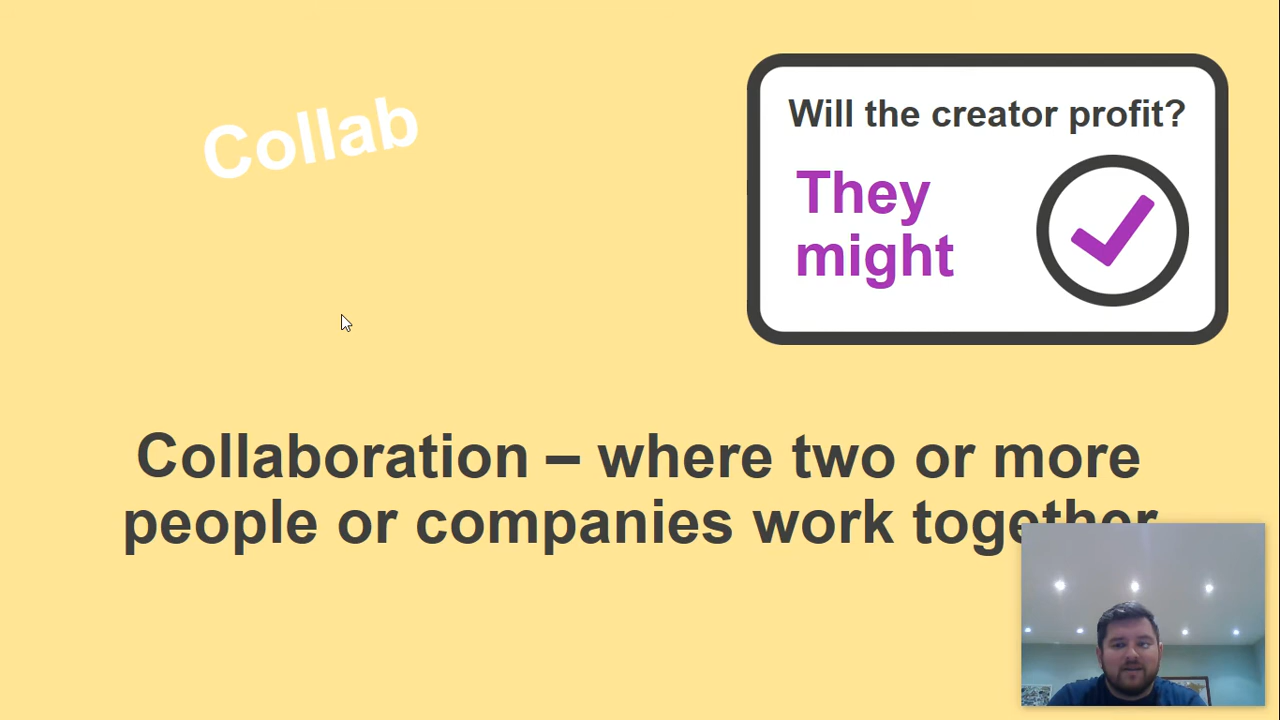 Collab
Will the creator profit?
They
might
Collaboration – where two or more
people or companies work together